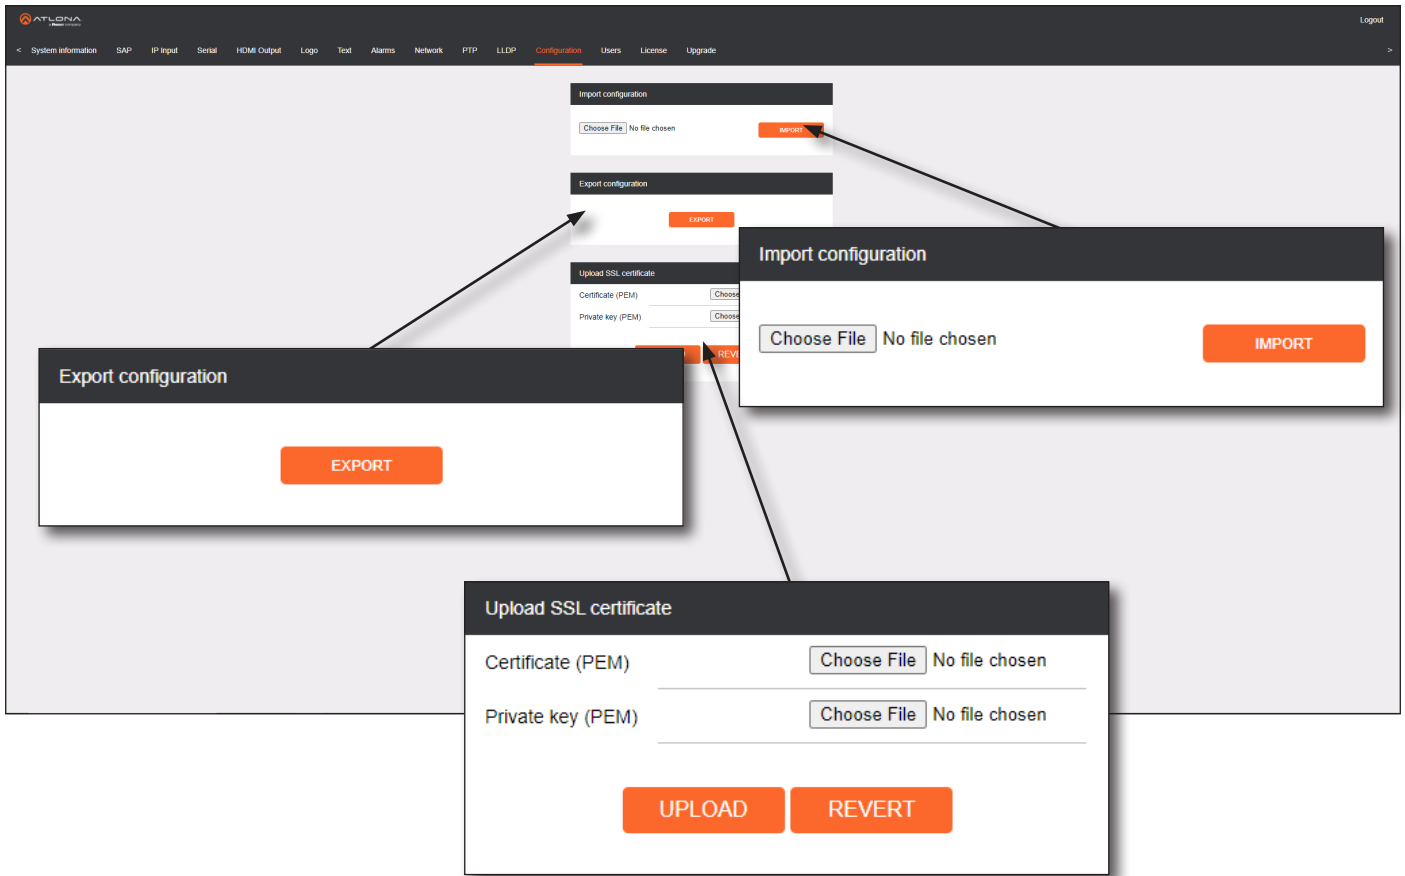 ATLONA
Logout
< System information SAP IP Input Serial HDMI Output Logo Text Alarms Network PTP LLDP Configuration Users License Upgrade >
Import configuration
Choose File No file chosen IMPORT
Export configuration
EXPORT
Upload SSL certificate
Certificate (PEM) Choose
Private key (PEM) Choose
REVE
Import configuration
Choose File No file chosen IMPORT
Export configuration
EXPORT
Upload SSL certificate
Certificate (PEM) Choose File No file chosen
Private key (PEM) Choose File No file chosen
UPLOAD REVERT